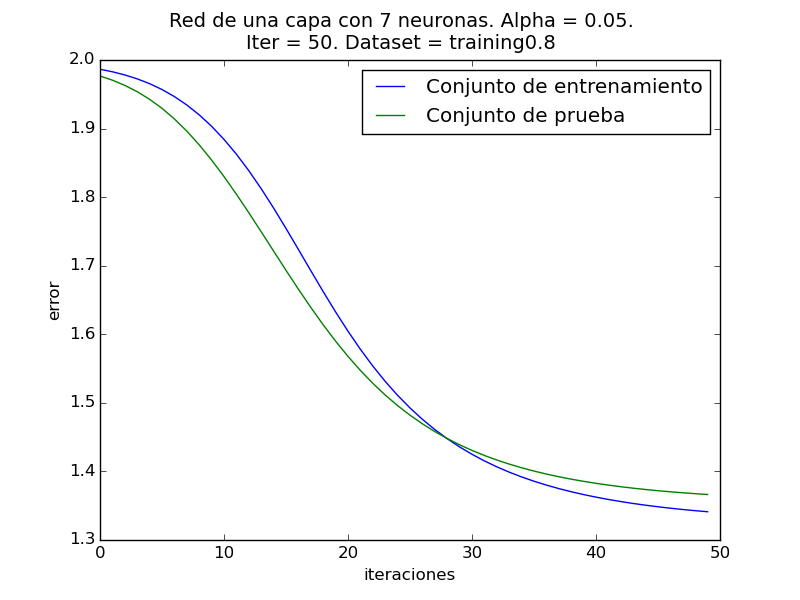 Red de una capa con 7 neuronas. Alpha = 0.05.
Iter = 50. Dataset = training0.8
Conjunto de entrenamiento
Conjunto de prueba
error
2.0
1.9
1.8
1.7
1.6
1.5
1.4
1.3
0 10 20 30 40 50
iteraciones